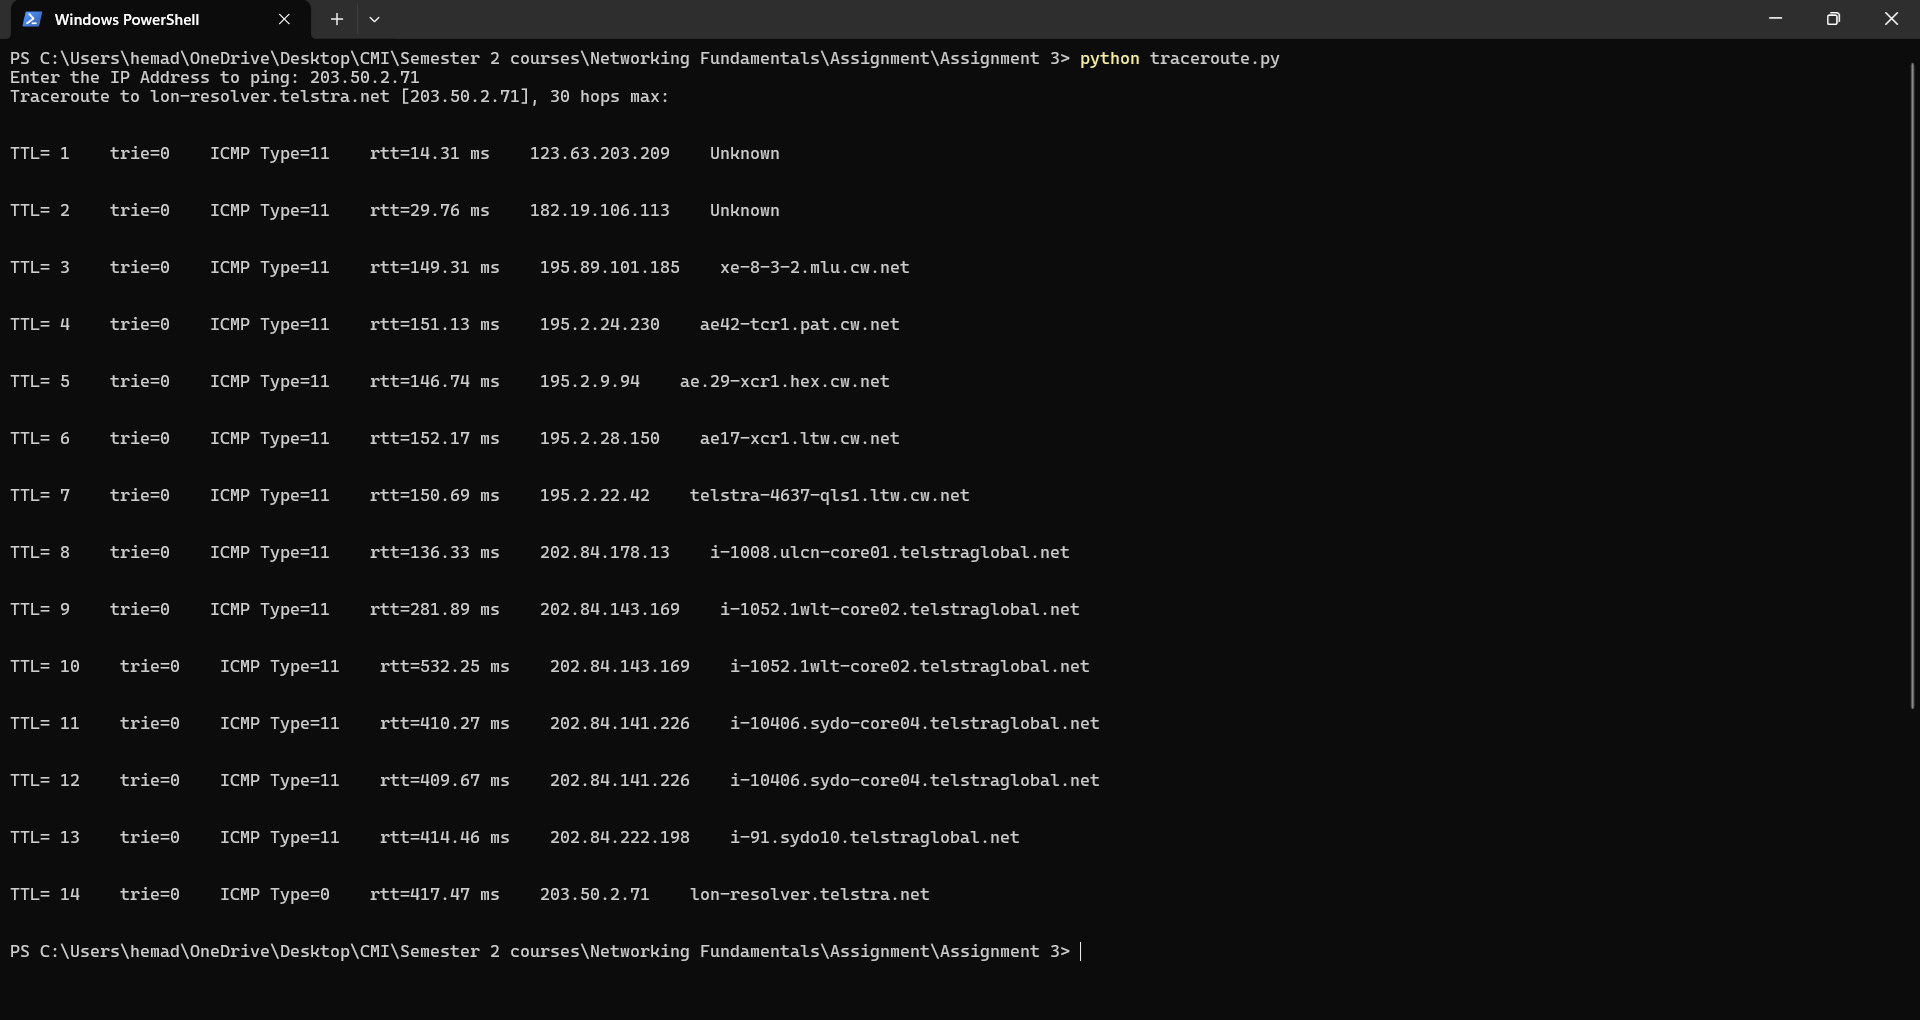 Windows PowerShell
PS C:\Users\hemad\OneDrive\Desktop\CMI\Semester 2 courses\Networking Fundamentals\Assignment\Assignment 3> python traceroute.py
Enter the IP Address to ping: 203.50.2.71
Traceroute to lon-resolver.telstra.net [203.50.2.71], 30 hops max:
TTL= 1    trie=0    ICMP Type=11    rtt=14.31 ms    123.63.203.209    Unknown
TTL= 2    trie=0    ICMP Type=11    rtt=29.76 ms    182.19.106.113    Unknown
TTL= 3    trie=0    ICMP Type=11    rtt=149.31 ms    195.89.101.185    xe-8-3-2.mlu.cw.net
TTL= 4    trie=0    ICMP Type=11    rtt=151.13 ms    195.2.24.230    ae42-tcr1.pat.cw.net
TTL= 5    trie=0    ICMP Type=11    rtt=146.74 ms    195.2.9.94    ae.29-xcr1.hex.cw.net
TTL= 6    trie=0    ICMP Type=11    rtt=152.17 ms    195.2.28.150    ae17-xcr1.ltw.cw.net
TTL= 7    trie=0    ICMP Type=11    rtt=150.69 ms    195.2.22.42    telstra-4637-qls1.ltw.cw.net
TTL= 8    trie=0    ICMP Type=11    rtt=136.33 ms    202.84.178.13    i-1008.ulcn-core01.telstraglobal.net
TTL= 9    trie=0    ICMP Type=11    rtt=281.89 ms    202.84.143.169    i-1052.1wlt-core02.telstraglobal.net
TTL= 10    trie=0    ICMP Type=11    rtt=532.25 ms    202.84.143.169    i-1052.1wlt-core02.telstraglobal.net
TTL= 11    trie=0    ICMP Type=11    rtt=410.27 ms    202.84.141.226    i-10406.sydo-core04.telstraglobal.net
TTL= 12    trie=0    ICMP Type=11    rtt=409.67 ms    202.84.141.226    i-10406.sydo-core04.telstraglobal.net
TTL= 13    trie=0    ICMP Type=11    rtt=414.46 ms    202.84.222.198    i-91.sydo10.telstraglobal.net
TTL= 14    trie=0    ICMP Type=0    rtt=417.47 ms    203.50.2.71    lon-resolver.telstra.net
PS C:\Users\hemad\OneDrive\Desktop\CMI\Semester 2 courses\Networking Fundamentals\Assignment\Assignment 3>